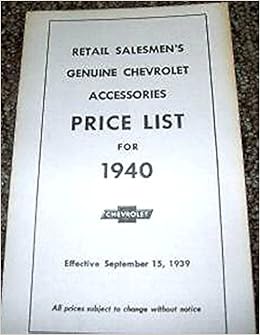 RETAIL SALESMEN'S
GENUINE CHEVROLET
ACCESSORIES
PRICE LIST
FOR
1940
CHEVROLET
Effective September 15, 1939
All prices subject to change without notice